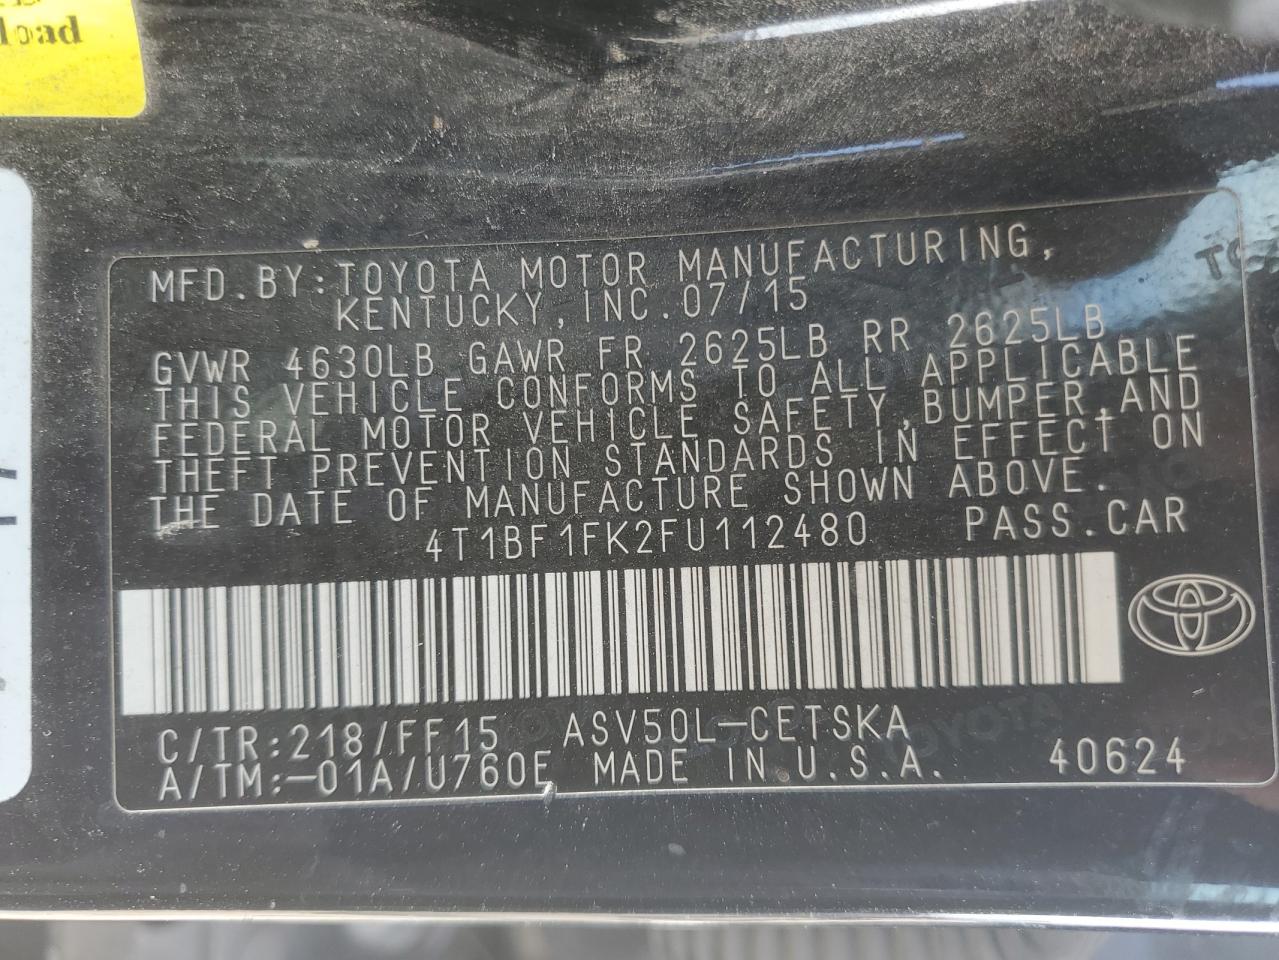 load
MFD.BY:TOYOTA MOTOR MANUFACTURING,
KENTUCKY,INC.07/15
GVWR 4630LB GAWR FR 2625LB RR 2625LB
THIS VEHICLE CONFORMS TO ALL APPLICABLE
FEDERAL MOTOR VEHICLE SAFETY,BUMPER,AND
THEFT PREVENTION STANDARDS IN EFFECT ON
THE DATE OF MANUFACTURE SHOWN ABOVE.
4T1BF1FK2FU112480 PASS.CAR
C/TR:218/FF15 ASV50L-CETSKA
A/TM:-01A/U760E MADE IN U.S.A. 40624
TOYOTA